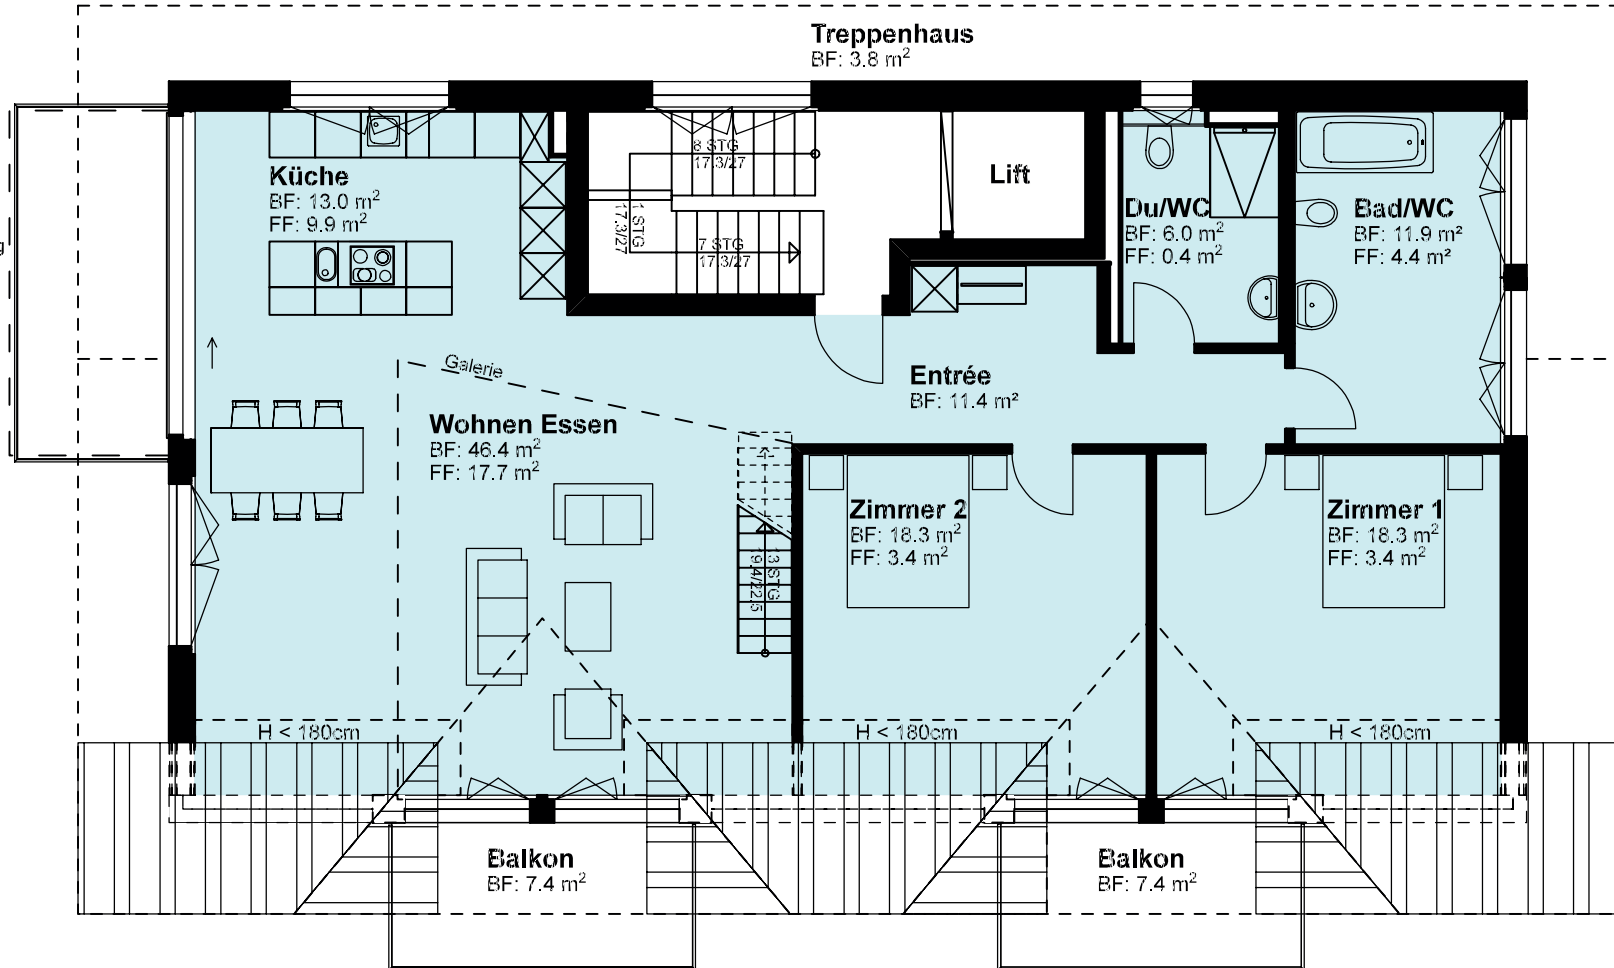 Treppenhaus
BF: 3.8 m²
8 STG
17.3/27
1 STG
17.3/27
7 STG
17.3/27
Lift
Küche
BF: 13.0 m²
FF: 9.9 m²
Du/WC
BF: 6.0 m²
FF: 0.4 m²
Bad/WC
BF: 11.9 m²
FF: 4.4 m²
g
Galerie
Entrée
BF: 11.4 m²
Wohnen Essen
BF: 46.4 m²
FF: 17.7 m²
13 STG
19.4/22.5
Zimmer 2
BF: 18.3 m²
FF: 3.4 m²
Zimmer 1
BF: 18.3 m²
FF: 3.4 m²
H < 180cm
H < 180cm
H < 180cm
Balkon
BF: 7.4 m²
Balkon
BF: 7.4 m²